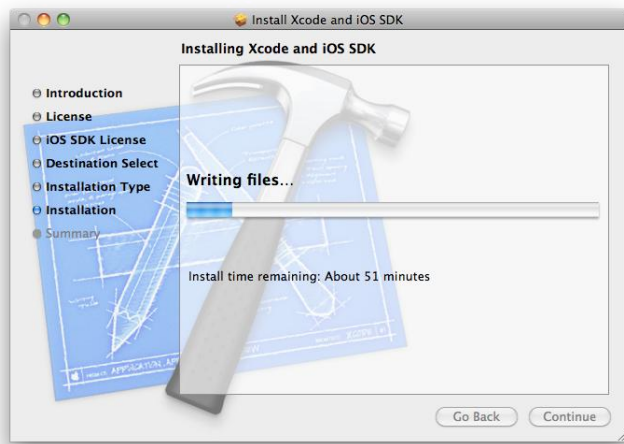 Install Xcode and iOS SDK
Installing Xcode and iOS SDK
Introduction
License
iOS SDK License
Destination Select
Installation Type
Installation
Summary
Writing files...
Install time remaining: About 51 minutes
Go Back
Continue